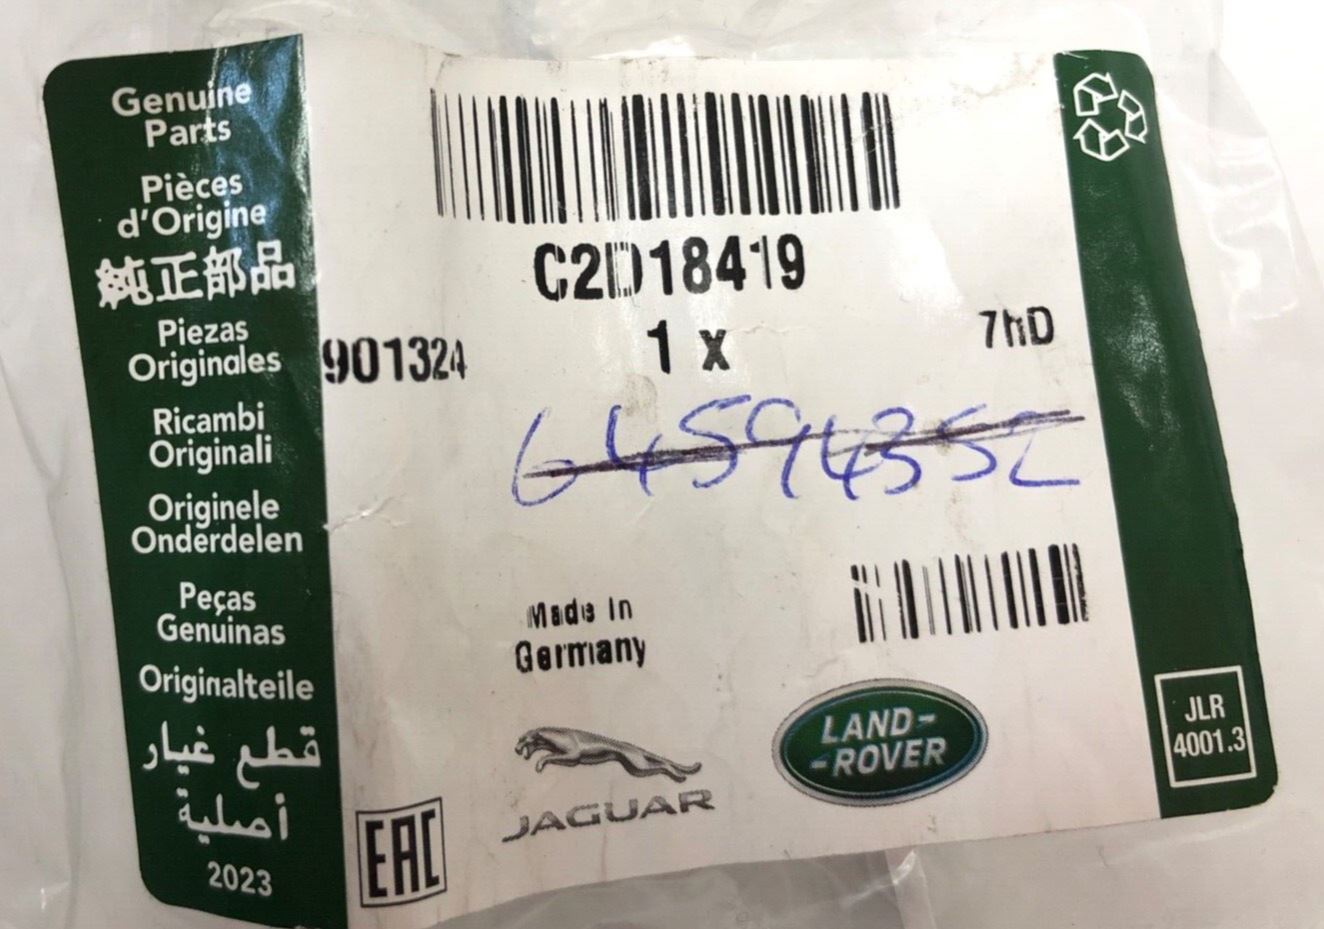 Genuine
Parts
Pièces
d'Origine
純正部品
Piezas
Originales
Ricambi
Originali
Originele
Onderdelen
Peças
Genuinas
Originalteile
قطع غيار
أصلية
2023
C2D18419
901324
1 x
7hD
64594352
Made in
Germany
EAC
JAGUAR
LAND-
-ROVER
JLR
4001.3